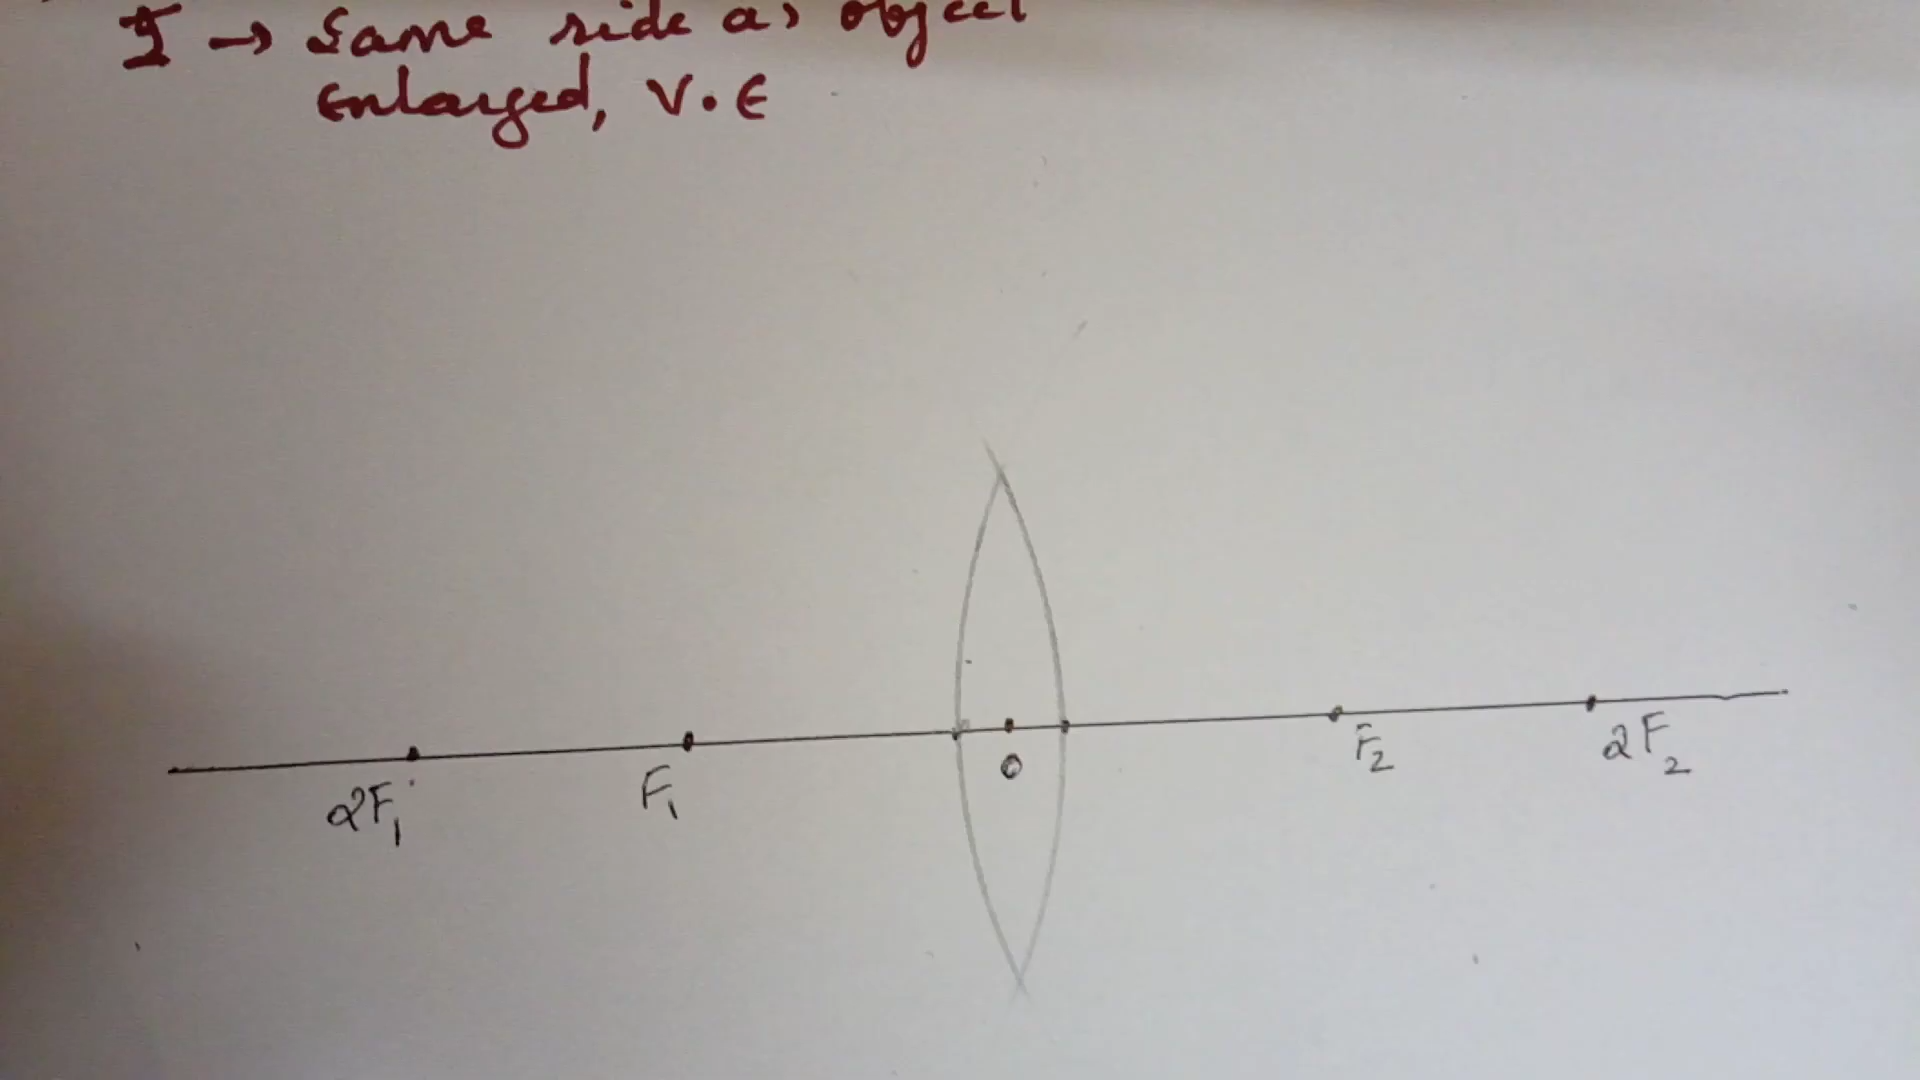 I → Same side as object
Enlarged, V.E
2F₁ F₁ O F₂ 2F₂